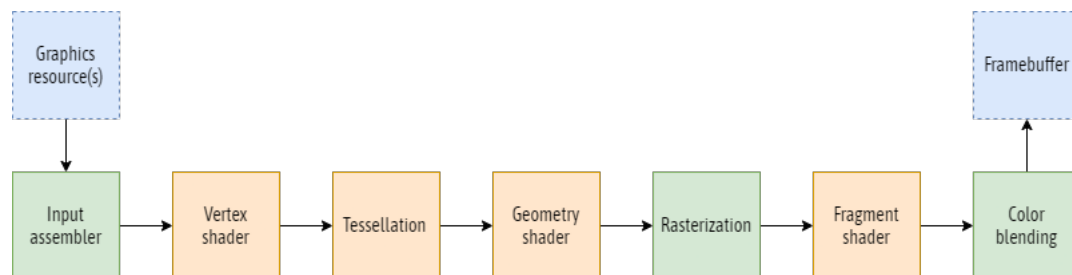 Graphics
resource(s)
Framebuffer
Input
assembler
Vertex
shader
Tessellation
Geometry
shader
Rasterization
Fragment
shader
Color
blending